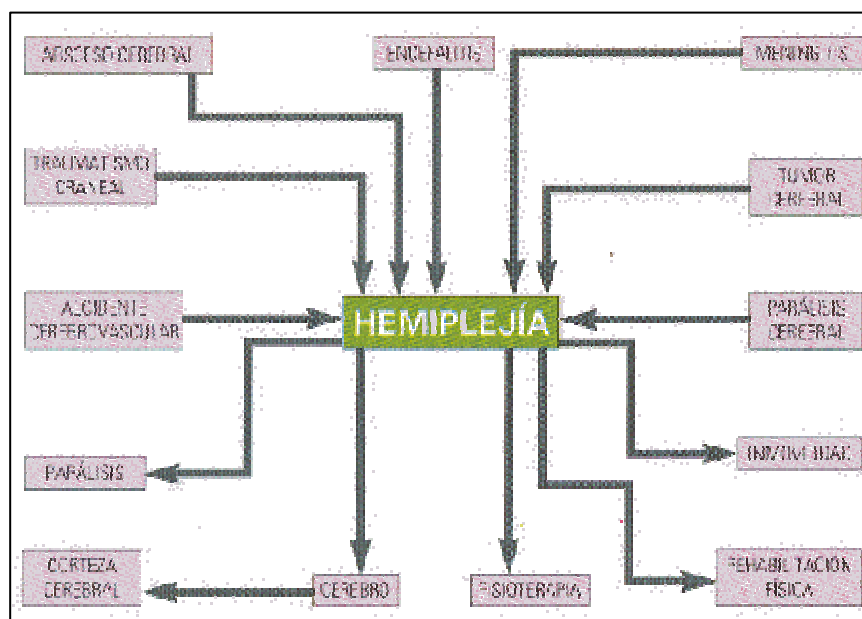 ABSCESO CEREBRAL
ENCEFALITIS
MENINGITIS
TRAUMATISMO
CRANEAL
TUMOR
CEREBRAL
ACCIDENTE
CEREBROVASCULAR
HEMIPLEJÍA
PARÁLISIS
CEREBRAL
PARÁLISIS
INMOVILIDAD
CORTEZA
CEREBRAL
CEREBRO
FISIOTERAPIA
REHABILITACIÓN
FÍSICA